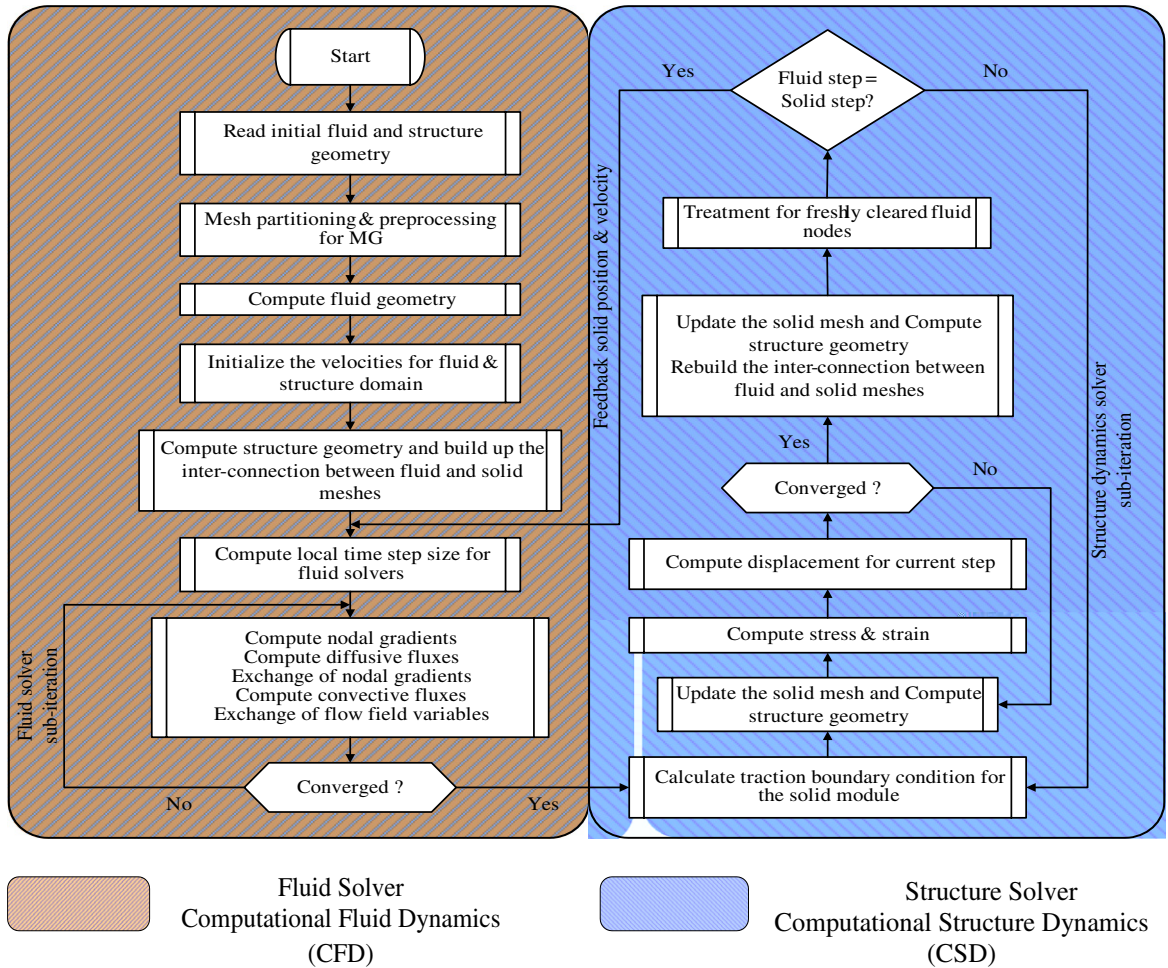 Start
Read initial fluid and structure
geometry
Mesh partitioning & preprocessing
for MG
Compute fluid geometry
Initialize the velocities for fluid &
structure domain
Compute structure geometry and build up the
inter-connection between fluid and solid
meshes
Compute local time step size for
fluid solvers
Compute nodal gradients
Compute diffusive fluxes
Exchange of nodal gradients
Compute convective fluxes
Exchange of flow field variables
Converged ?
No
Yes
Fluid solver
sub-iteration
Feedback solid position & velocity
Yes
Fluid step =
Solid step?
No
Treatment for freshly cleared fluid
nodes
Update the solid mesh and Compute
structure geometry
Rebuild the inter-connection between
fluid and solid meshes
Yes
Converged ?
No
Compute displacement for current step
Compute stress & strain
Update the solid mesh and Compute
structure geometry
Calculate traction boundary condition for
the solid module
Structure dynamics solver
sub-iteration
Fluid Solver
Computational Fluid Dynamics
(CFD)
Structure Solver
Computational Structure Dynamics
(CSD)